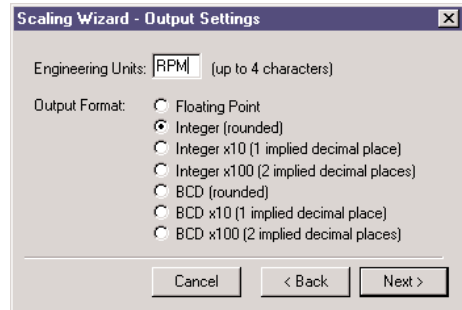 Scaling Wizard - Output Settings
Engineering Units: RPM (up to 4 characters)
Output Format: Floating Point
Integer (rounded)
Integer x10 (1 implied decimal place)
Integer x100 (2 implied decimal places)
BCD (rounded)
BCD x10 (1 implied decimal place)
BCD x100 (2 implied decimal places)
Cancel < Back Next >